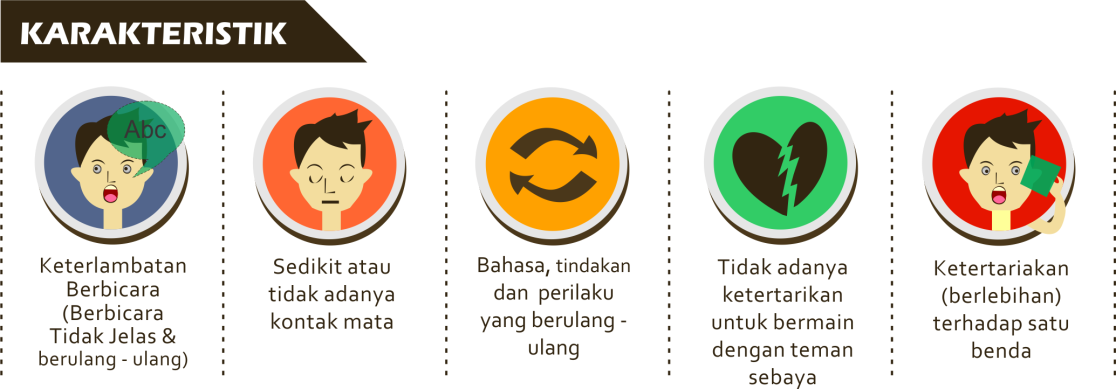 KARAKTERISTIK
Abc
Keterlambatan
Berbicara
(Berbicara
Tidak Jelas &
berulang - ulang)
Sedikit atau
tidak adanya
kontak mata
Bahasa, tindakan
dan perilaku
yang berulang -
ulang
Tidak adanya
ketertarikan
untuk bermain
dengan teman
sebaya
Ketertariakan
(berlebihan)
terhadap satu
benda